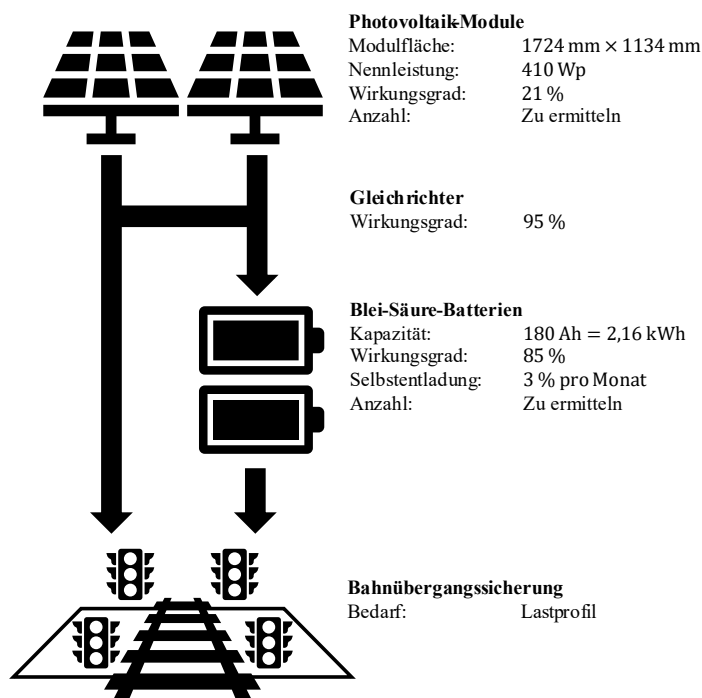 Photovoltaik-Module
Modulfläche: 1724 mm × 1134 mm
Nennleistung: 410 Wp
Wirkungsgrad: 21 %
Anzahl: Zu ermitteln
Gleichrichter
Wirkungsgrad: 95 %
Blei-Säure-Batterien
Kapazität: 180 Ah = 2,16 kWh
Wirkungsgrad: 85 %
Selbstentladung: 3 % pro Monat
Anzahl: Zu ermitteln
Bahnübergangssicherung
Bedarf: Lastprofil